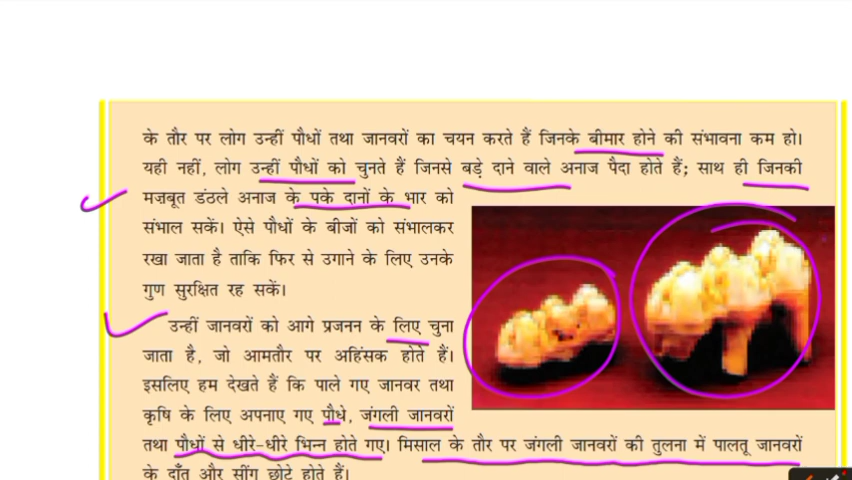 के तौर पर लोग उन्हीं पौधों तथा जानवरों का चयन करते हैं जिनके बीमार होने की संभावना कम हो।
यही नहीं, लोग उन्हीं पौधों को चुनते हैं जिनसे बड़े दाने वाले अनाज पैदा होते हैं; साथ ही जिनकी
मज़बूत डंठले अनाज के पके दानों के भार को
संभाल सकें। ऐसे पौधों के बीजों को संभालकर
रखा जाता है ताकि फिर से उगाने के लिए उनके
गुण सुरक्षित रह सकें।
उन्हीं जानवरों को आगे प्रजनन के लिए चुना
जाता है, जो आमतौर पर अहिंसक होते हैं।
इसलिए हम देखते हैं कि पाले गए जानवर तथा
कृषि के लिए अपनाए गए पौधे, जंगली जानवरों
तथा पौधों से धीरे-धीरे भिन्न होते गए। मिसाल के तौर पर जंगली जानवरों की तुलना में पालतू जानवरों
के दाँत और सींग छोटे होते हैं।